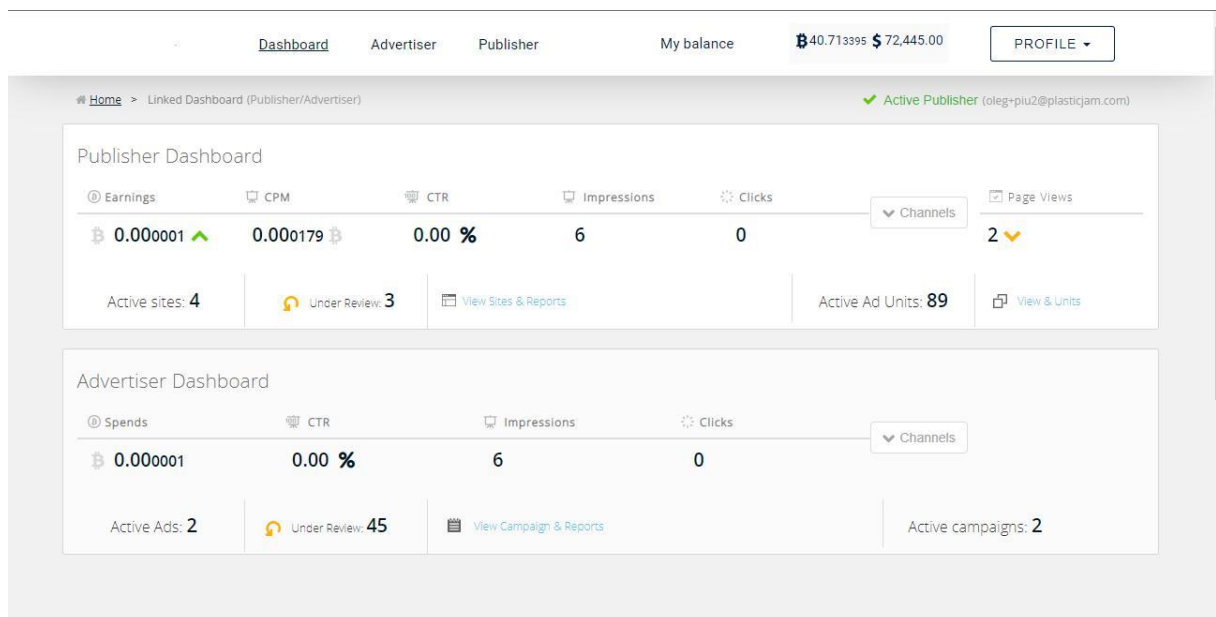 Dashboard Advertiser Publisher My balance ₿40.713395 $ 72,445.00 PROFILE
Home > Linked Dashboard (Publisher/Advertiser) Active Publisher (oleg+piu2@plasticjam.com)
Publisher Dashboard
Earnings CPM CTR Impressions Clicks Channels Page Views
₿ 0.000001 0.000179 ₿ 0.00 % 6 0 2
Active sites: 4 Under Review: 3 View Sites & Reports Active Ad Units: 89 View & Units
Advertiser Dashboard
Spends CTR Impressions Clicks Channels
₿ 0.000001 0.00 % 6 0
Active Ads: 2 Under Review: 45 View Campaign & Reports Active campaigns: 2